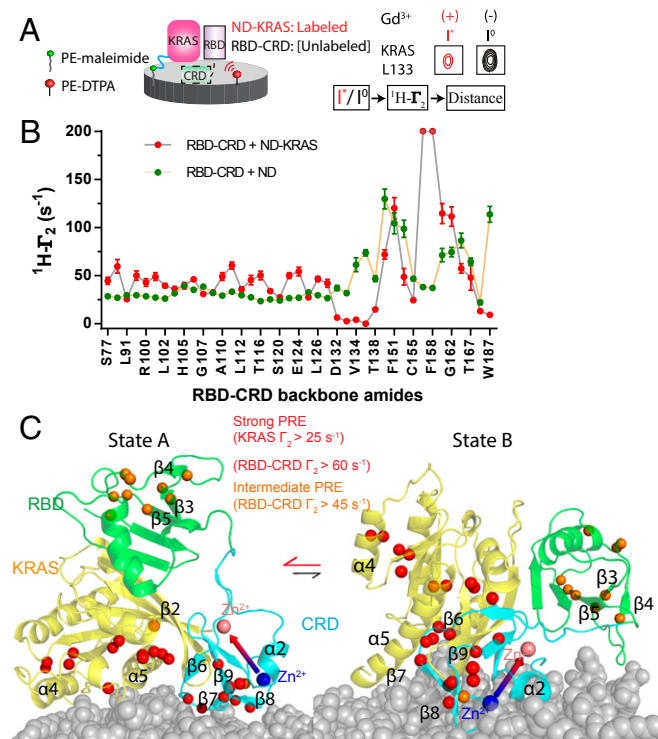 A
KRAS
RBD
CRD
PE-maleimide
PE-DTPA
ND-KRAS: Labeled
RBD-CRD: [Unlabeled]
Gd³⁺ (+) (-)
I* I⁰
KRAS
L133
I*/I⁰ ¹H-Γ₂ Distance
B
¹H-Γ₂ (s⁻¹)
200
150
100
50
0
RBD-CRD + ND-KRAS
RBD-CRD + ND
S77 L91 R100 L102 H105 G107 A110 L112 T116 S120 E124 L126 D132 V134 T138 F151 C155 F158 G162 T167 W187
RBD-CRD backbone amides
C
State A
Strong PRE
(KRAS Γ₂ > 25 s⁻¹)
(RBD-CRD Γ₂ > 60 s⁻¹)
Intermediate PRE
(RBD-CRD Γ₂ > 45 s⁻¹)
State B
β4
β3
β5
RBD
KRAS
β2
Zn²⁺
CRD
α2
β6
β9
Zn²⁺
α4
α5
β7
β8
α4
β3
β5
β4
β6
α5
β9
Zn
β7
α2
β8
Zn²⁺